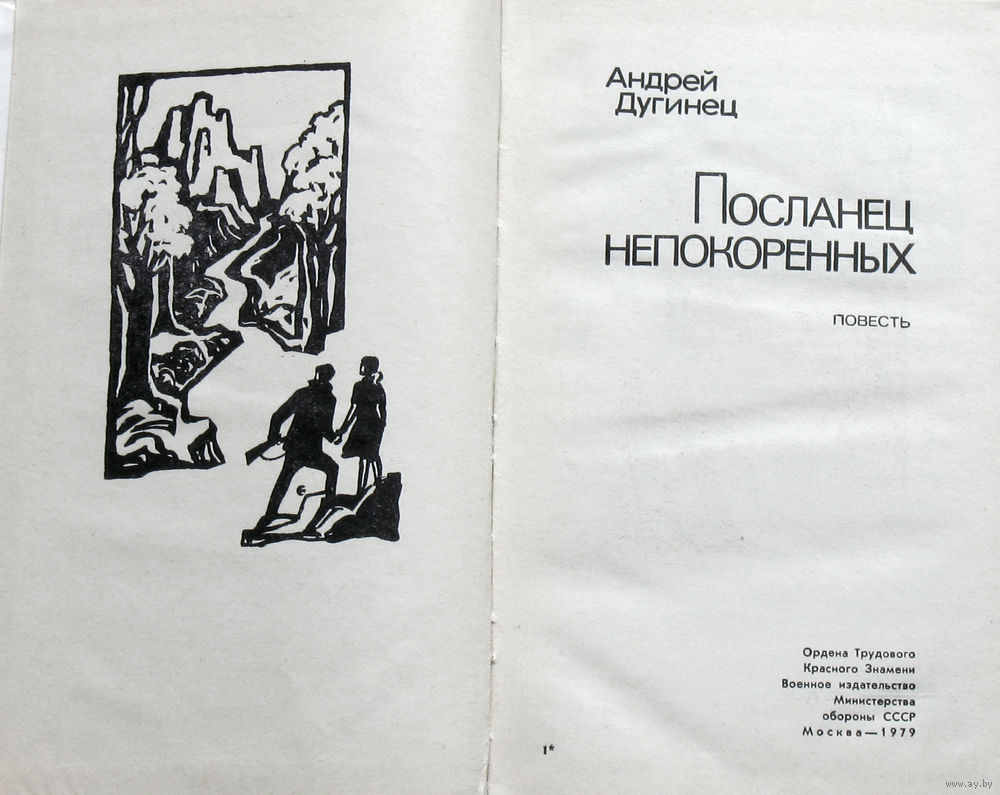 Андрей
Дугинец
Посланец
непокоренных
повесть
Ордена Трудового
Красного Знамени
Военное издательство
Министерства
обороны СССР
Москва—1979
1*
www.ay.by